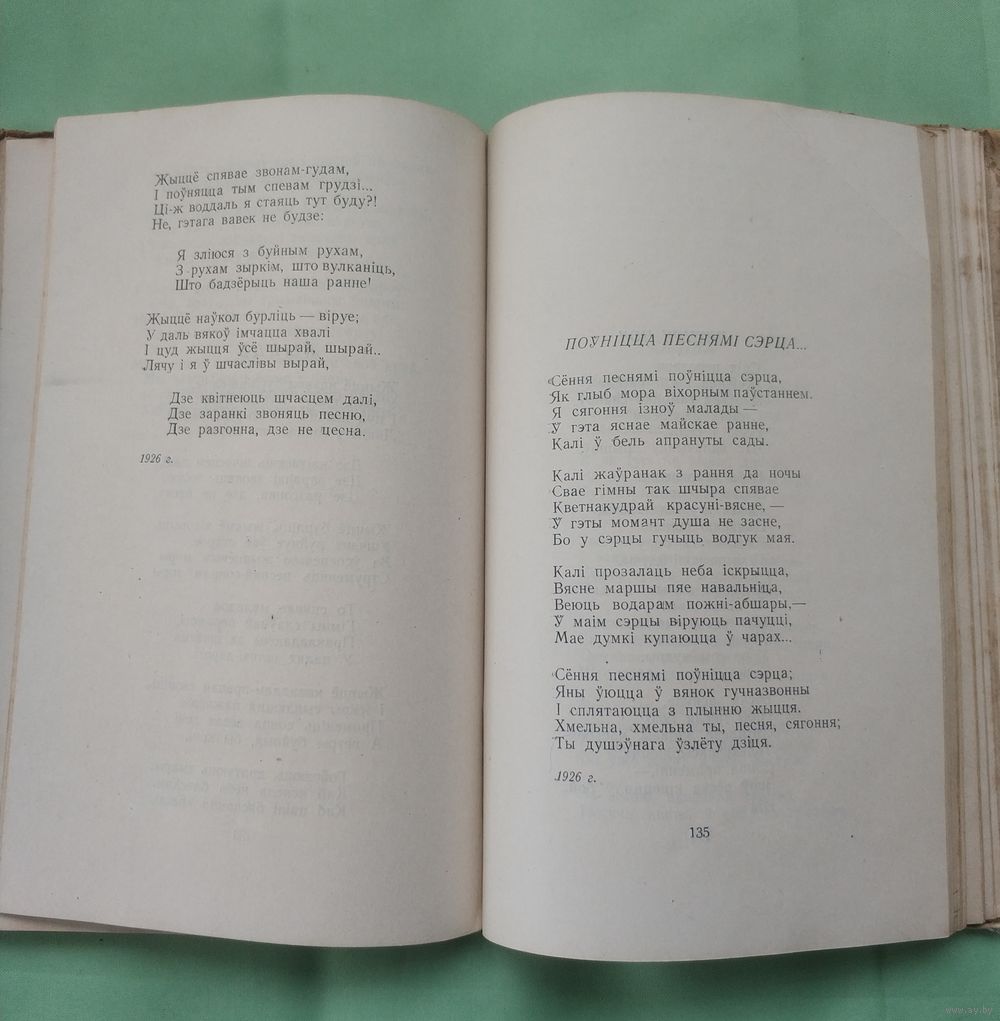 Жыццё спявае звонам-гудам,
І поўняцца тым спевам грудзі...
Ці-ж воддаль я стаяць тут буду?!
Не, гэтага вавек не будзе:
Я зліюся з буйным рухам,
З рухам зыркім, што вулканіць,
Што бадзёрыць наша ранне'
Жыццё наўкол бурліць — віруе;
У даль вякоў імчацца хвалі
І цуд жыцця ўсё шырай, шырай..
Лячу і я ў шчаслівы вырай,
Дзе квітнеюць шчасцем далі,
Дзе заранкі звоняць песню,
Дзе разгонна, дзе не цесна.
1926 г.
ПОЎНІЦЦА ПЕСНЯМІ СЭРЦА...
Сёння песнямі поўніцца сэрца,
Як глыб мора віхорным паўстаннем.
Я сягоння ізноў малады —
У гэта яснае майскае ранне,
Калі ў бель апрануты сады.
Калі жаўранак з рання да ночы
Свае гімны так шчыра спявае
Кветнакудрай красуні-вясне, —
У гэты момант душа не засне,
Бо у сэрцы гучыць водгук мая.
Калі прозалаць неба іскрыцца,
Вясне маршы пяе навальніца,
Веюць водарам пожні-абшары,—
У маім сэрцы віруюць пачуцці,
Мае думкі купаюцца ў чарах...
Сёння песнямі поўніцца сэрца;
Яны ўюцца ў вянок гучназвонны
І сплятаюцца з плынню жыцця.
Хмельна, хмельна ты, песня, сягоння;
Ты душэўнага ўзлёту дзіця.
1926 г.
135
www.ay.by